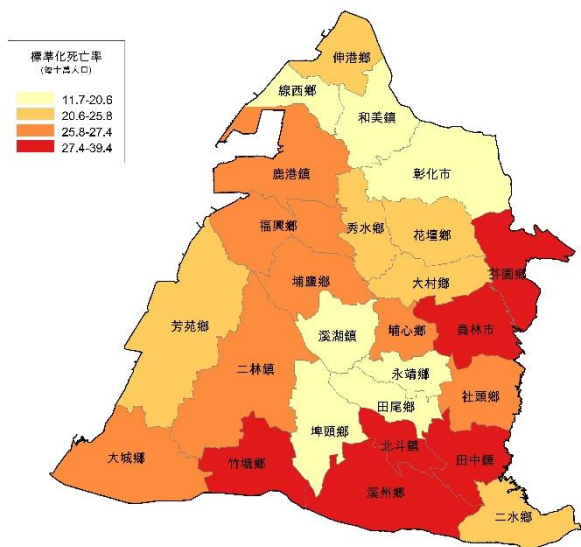 標準化死亡率
(每十萬人口)
11.7-20.6
20.6-25.8
25.8-27.4
27.4-39.4
伸港鄉
線西鄉
和美鎮
彰化市
鹿港鎮
福興鄉
秀水鄉
花壇鄉
芬園鄉
大村鄉
埔鹽鄉
芳苑鄉
溪湖鎮
埔心鄉
員林市
二林鎮
永靖鄉
社頭鄉
田尾鄉
埤頭鄉
北斗鎮
田中鎮
大城鄉
竹塘鄉
溪州鄉
二水鄉